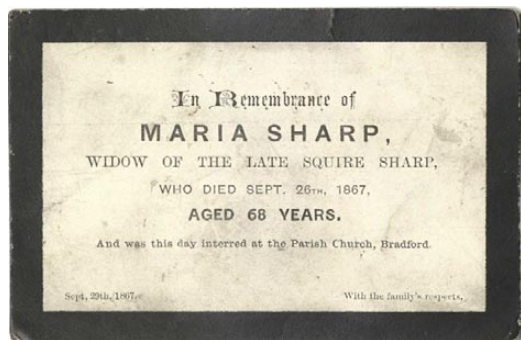 In Remembrance of
MARIA SHARP,
WIDOW OF THE LATE SQUIRE SHARP,
WHO DIED SEPT. 26TH, 1867,
AGED 68 YEARS.
And was this day interred at the Parish Church, Bradford.
Sept. 29th, 1867.
With the family's respects.